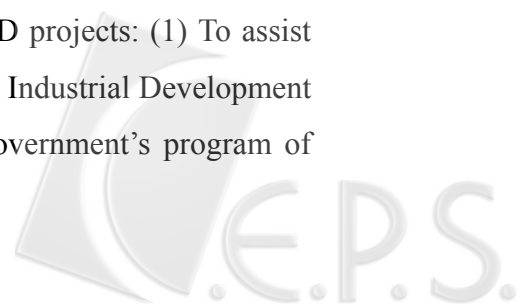 D projects: (1) To assist
Industrial Development
overnment’s program of
C.E.P.S.